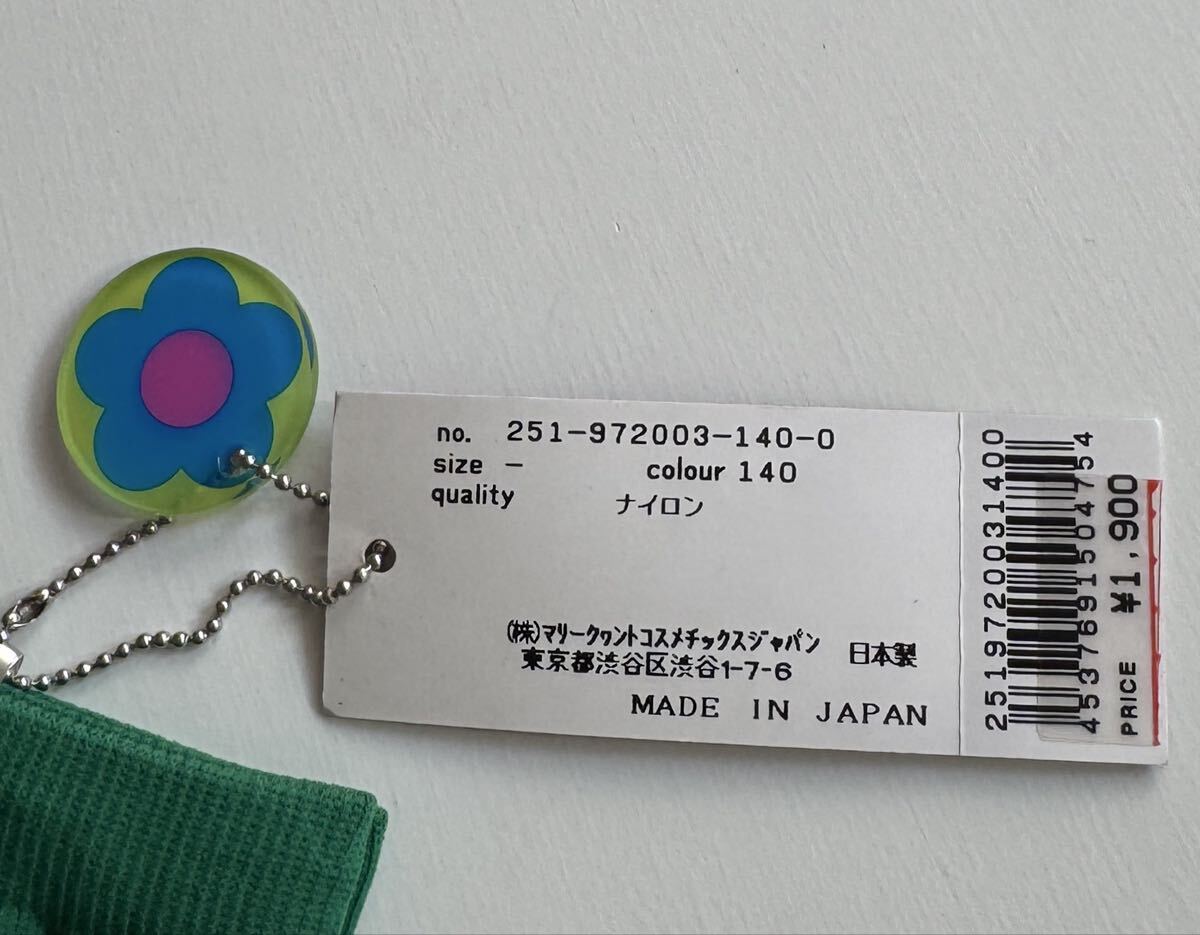 no. 251-972003-140-0
size - colour 140
quality ナイロン
(株)マリークヮントコスメチックスジャパン
東京都渋谷区渋谷1-7-6
日本製
MADE IN JAPAN
2519720031400
4537691504754
PRICE ¥1,900